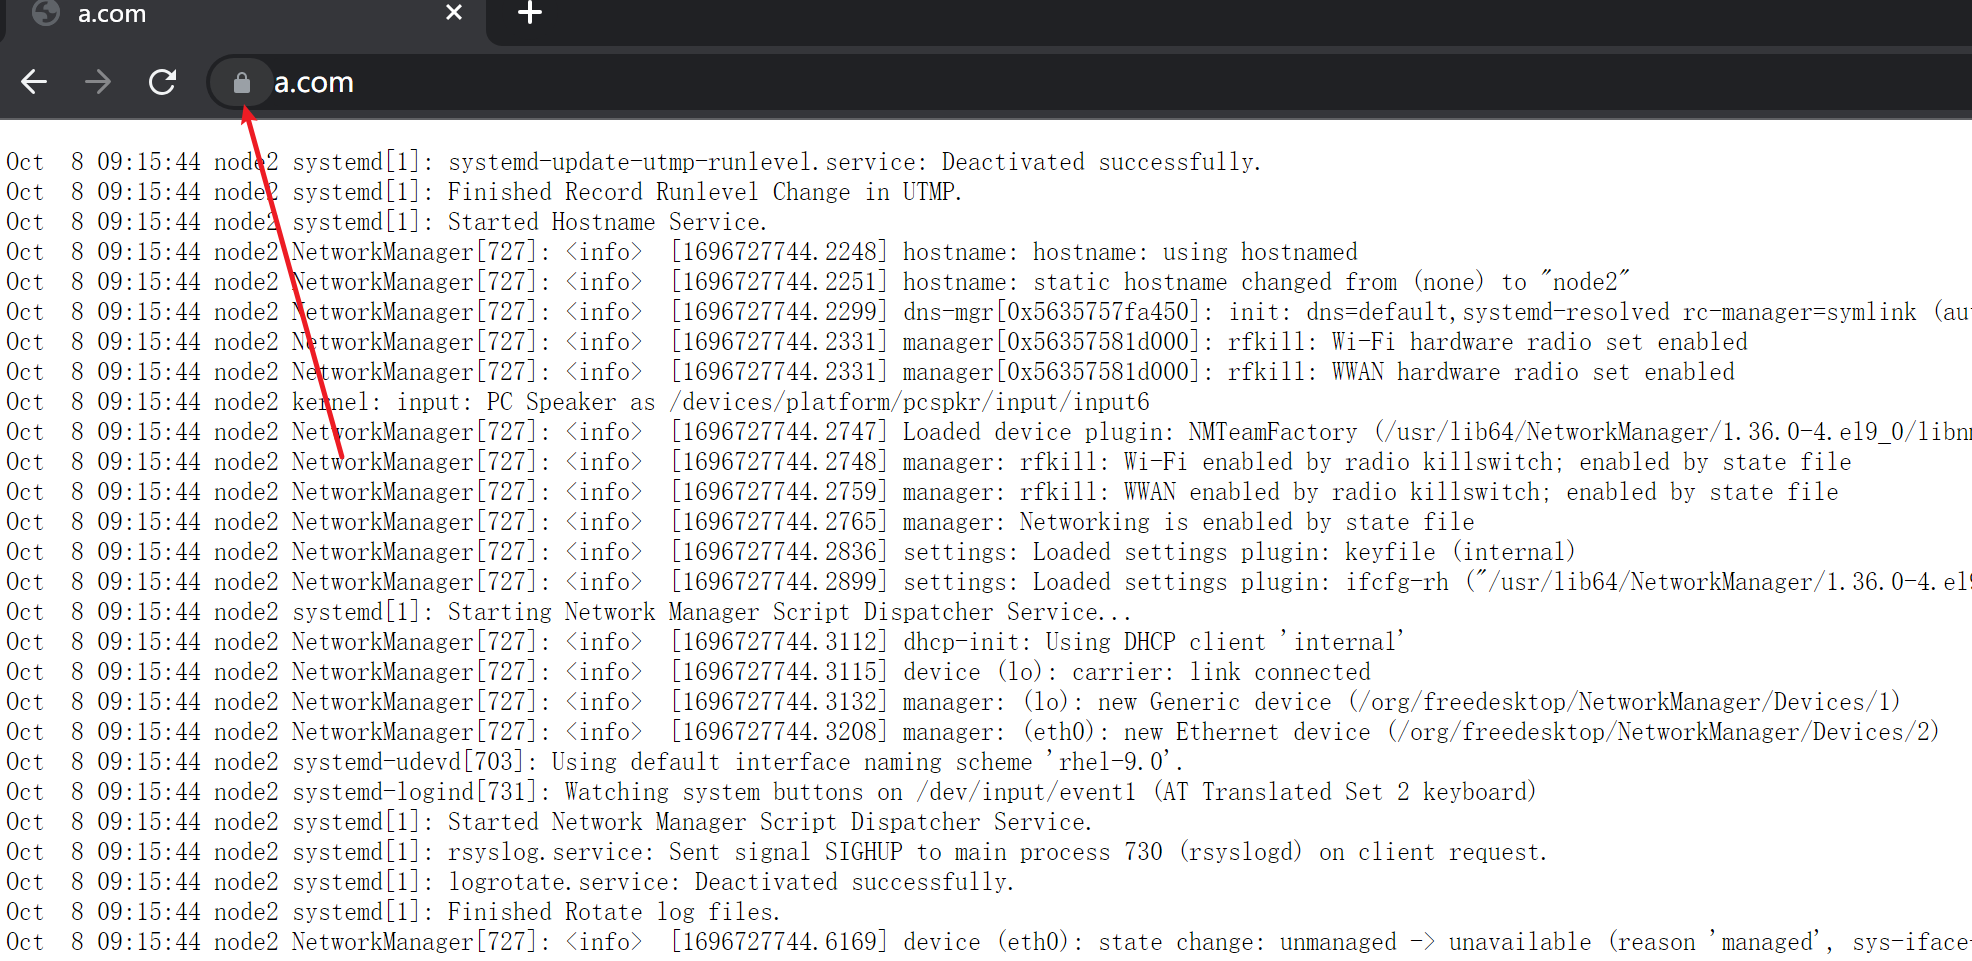 a.com
a.com
Oct  8 09:15:44 node2 systemd[1]: systemd-update-utmp-runlevel.service: Deactivated successfully.
Oct  8 09:15:44 node2 systemd[1]: Finished Record Runlevel Change in UTMP.
Oct  8 09:15:44 node2 systemd[1]: Started Hostname Service.
Oct  8 09:15:44 node2 NetworkManager[727]: <info>  [1696727744.2248] hostname: hostname: using hostnamed
Oct  8 09:15:44 node2 NetworkManager[727]: <info>  [1696727744.2251] hostname: static hostname changed from (none) to "node2"
Oct  8 09:15:44 node2 NetworkManager[727]: <info>  [1696727744.2299] dns-mgr[0x5635757fa450]: init: dns=default,systemd-resolved rc-manager=symlink (au
Oct  8 09:15:44 node2 NetworkManager[727]: <info>  [1696727744.2331] manager[0x56357581d000]: rfkill: Wi-Fi hardware radio set enabled
Oct  8 09:15:44 node2 NetworkManager[727]: <info>  [1696727744.2331] manager[0x56357581d000]: rfkill: WWAN hardware radio set enabled
Oct  8 09:15:44 node2 kernel: input: PC Speaker as /devices/platform/pcspkr/input/input6
Oct  8 09:15:44 node2 NetworkManager[727]: <info>  [1696727744.2747] Loaded device plugin: NMTeamFactory (/usr/lib64/NetworkManager/1.36.0-4.el9_0/libnm
Oct  8 09:15:44 node2 NetworkManager[727]: <info>  [1696727744.2748] manager: rfkill: Wi-Fi enabled by radio killswitch; enabled by state file
Oct  8 09:15:44 node2 NetworkManager[727]: <info>  [1696727744.2759] manager: rfkill: WWAN enabled by radio killswitch; enabled by state file
Oct  8 09:15:44 node2 NetworkManager[727]: <info>  [1696727744.2765] manager: Networking is enabled by state file
Oct  8 09:15:44 node2 NetworkManager[727]: <info>  [1696727744.2836] settings: Loaded settings plugin: keyfile (internal)
Oct  8 09:15:44 node2 NetworkManager[727]: <info>  [1696727744.2899] settings: Loaded settings plugin: ifcfg-rh ("/usr/lib64/NetworkManager/1.36.0-4.el9
Oct  8 09:15:44 node2 systemd[1]: Starting Network Manager Script Dispatcher Service...
Oct  8 09:15:44 node2 NetworkManager[727]: <info>  [1696727744.3112] dhcp-init: Using DHCP client 'internal'
Oct  8 09:15:44 node2 NetworkManager[727]: <info>  [1696727744.3115] device (lo): carrier: link connected
Oct  8 09:15:44 node2 NetworkManager[727]: <info>  [1696727744.3132] manager: (lo): new Generic device (/org/freedesktop/NetworkManager/Devices/1)
Oct  8 09:15:44 node2 NetworkManager[727]: <info>  [1696727744.3208] manager: (eth0): new Ethernet device (/org/freedesktop/NetworkManager/Devices/2)
Oct  8 09:15:44 node2 systemd-udevd[703]: Using default interface naming scheme 'rhel-9.0'.
Oct  8 09:15:44 node2 systemd-logind[731]: Watching system buttons on /dev/input/event1 (AT Translated Set 2 keyboard)
Oct  8 09:15:44 node2 systemd[1]: Started Network Manager Script Dispatcher Service.
Oct  8 09:15:44 node2 systemd[1]: rsyslog.service: Sent signal SIGHUP to main process 730 (rsyslogd) on client request.
Oct  8 09:15:44 node2 systemd[1]: logrotate.service: Deactivated successfully.
Oct  8 09:15:44 node2 systemd[1]: Finished Rotate log files.
Oct  8 09:15:44 node2 NetworkManager[727]: <info>  [1696727744.6169] device (eth0): state change: unmanaged -> unavailable (reason 'managed', sys-iface-